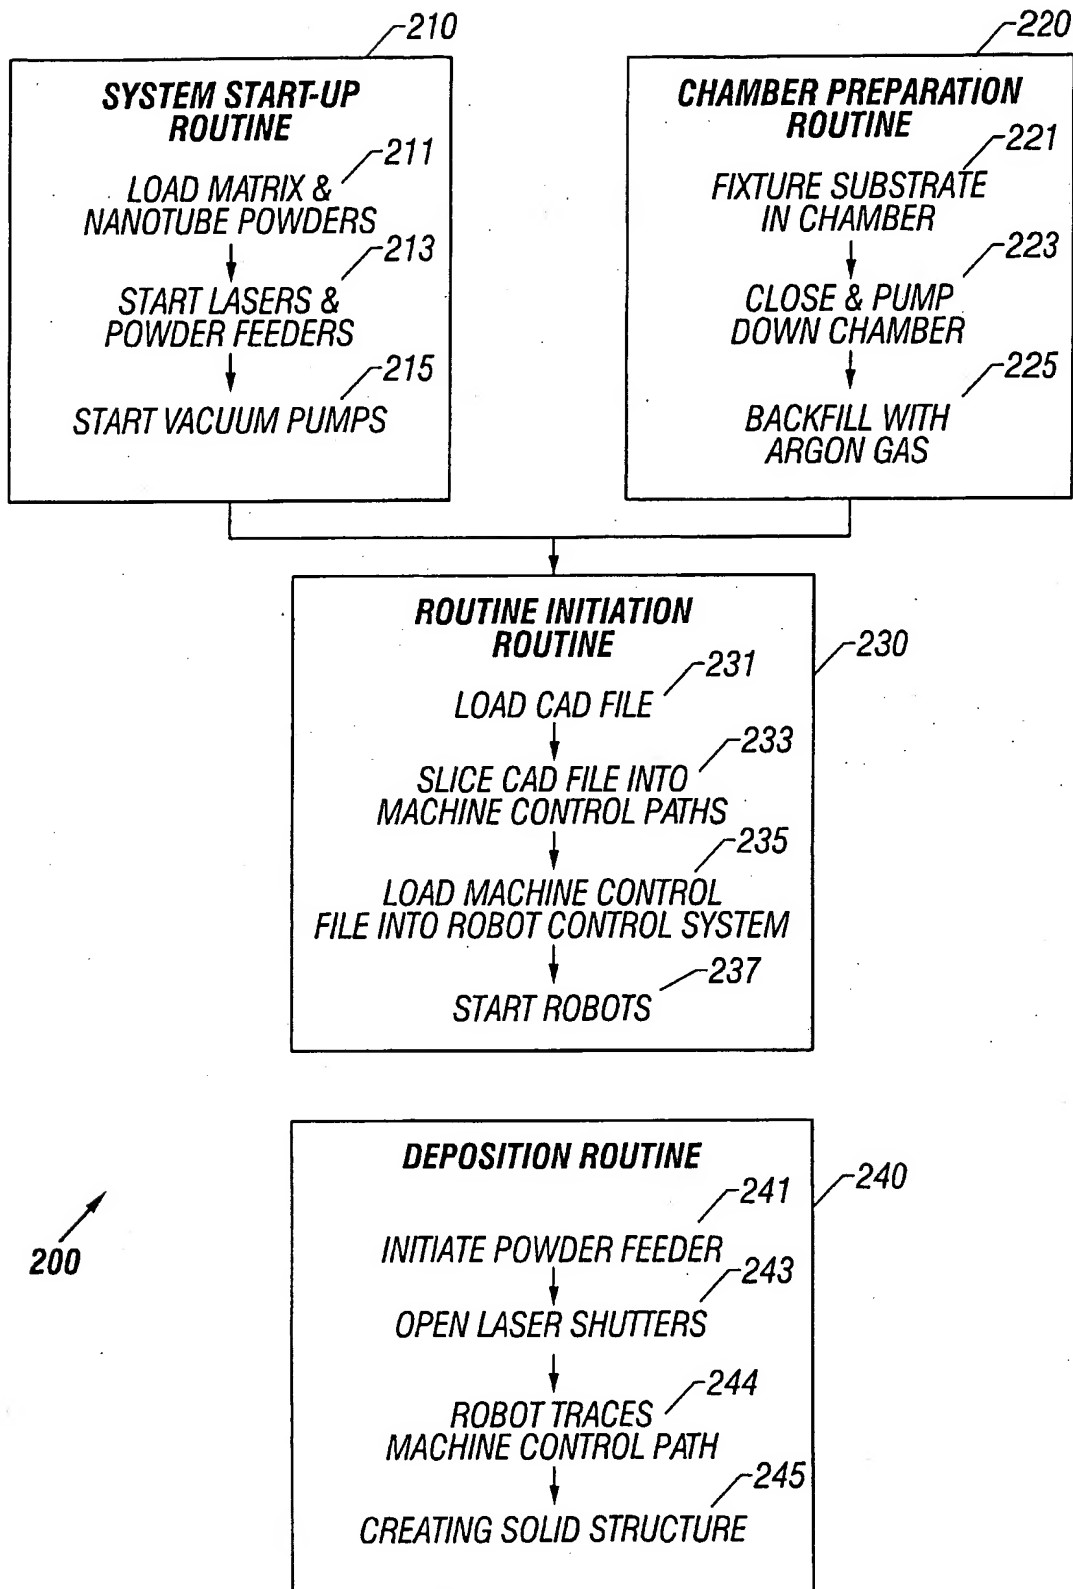 210
SYSTEM START-UP
ROUTINE
211
LOAD MATRIX &
NANOTUBE POWDERS
213
START LASERS &
POWDER FEEDERS
215
START VACUUM PUMPS
220
CHAMBER PREPARATION
ROUTINE
221
FIXTURE SUBSTRATE
IN CHAMBER
223
CLOSE & PUMP
DOWN CHAMBER
225
BACKFILL WITH
ARGON GAS
ROUTINE INITIATION
ROUTINE
230
231
LOAD CAD FILE
233
SLICE CAD FILE INTO
MACHINE CONTROL PATHS
235
LOAD MACHINE CONTROL
FILE INTO ROBOT CONTROL SYSTEM
237
START ROBOTS
DEPOSITION ROUTINE
240
241
INITIATE POWDER FEEDER
243
OPEN LASER SHUTTERS
244
ROBOT TRACES
MACHINE CONTROL PATH
245
CREATING SOLID STRUCTURE
200